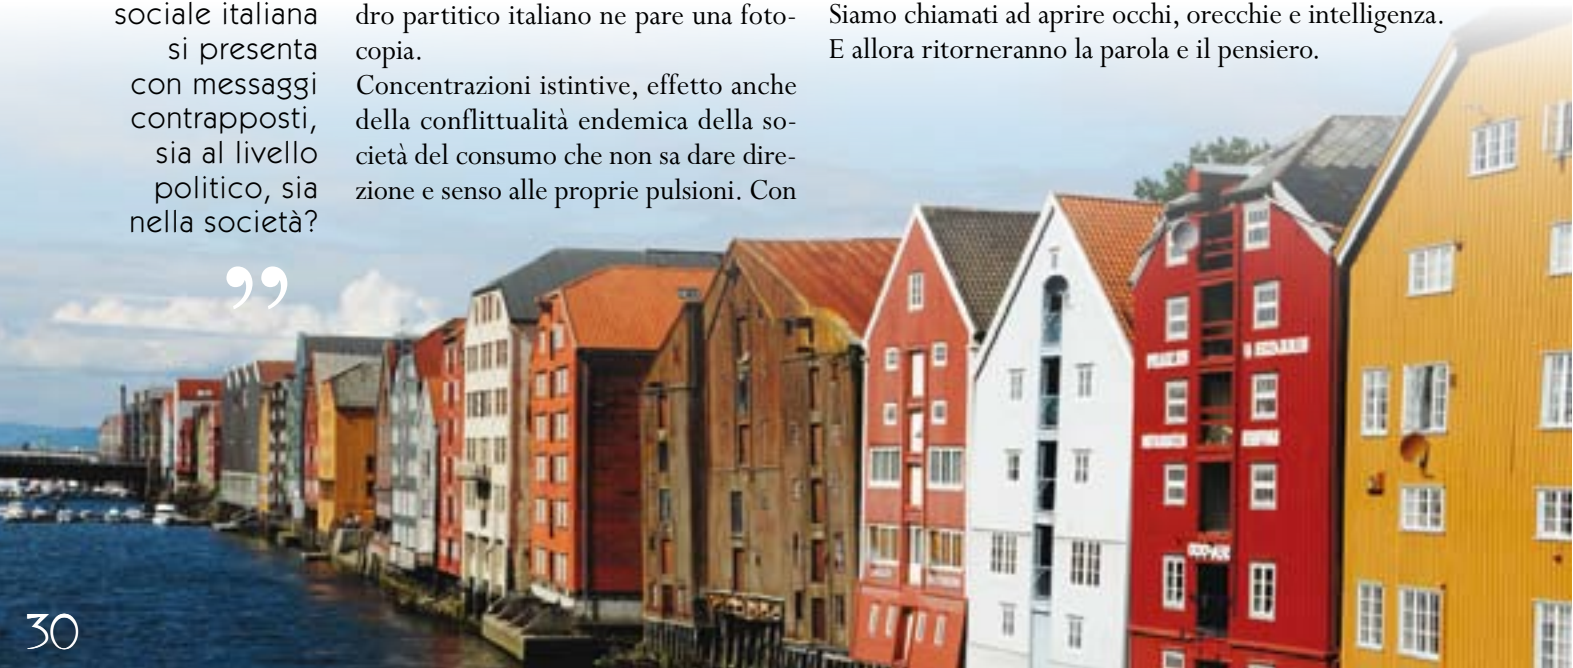 sociale italiana
si presenta
con messaggi
contrapposti,
sia al livello
politico, sia
nella società?
”
dro partitico italiano ne pare una foto-
copia.
Concentrazioni istintive, effetto anche
della conflittualità endemica della so-
cietà del consumo che non sa dare dire-
zione e senso alle proprie pulsioni. Con
Siamo chiamati ad aprire occhi, orecchie e intelligenza.
E allora ritorneranno la parola e il pensiero.
30